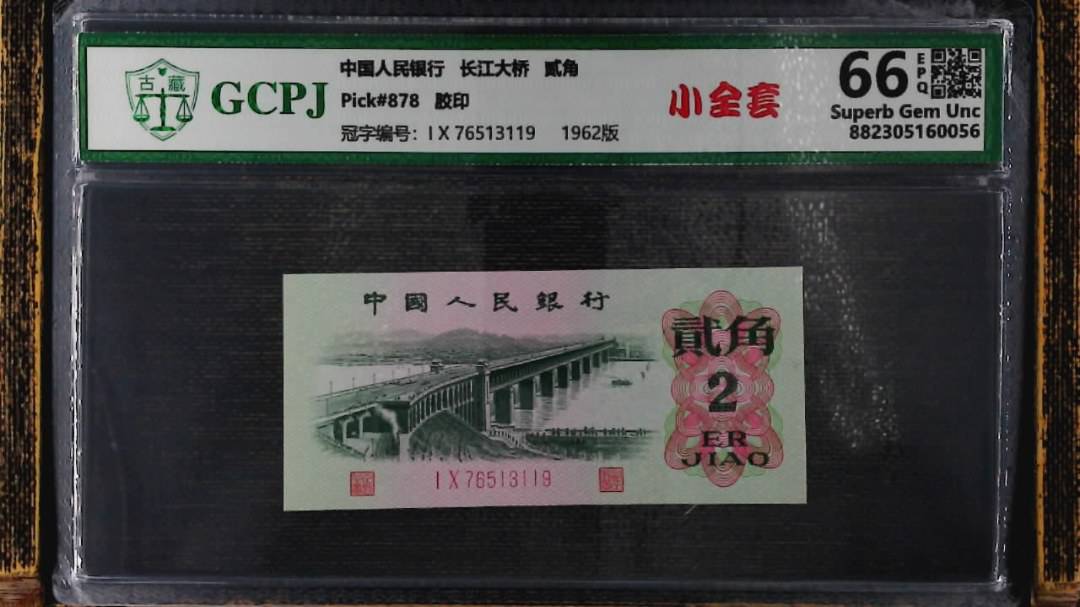 古藏
GCPJ
中国人民银行 长江大桥 贰角
Pick#878 胶印
冠字编号: I X 76513119 1962版
小全套
66
EPQ
Superb Gem Unc
882305160056
中國人民銀行
貳角
2
ER
JIAO
I X 76513119